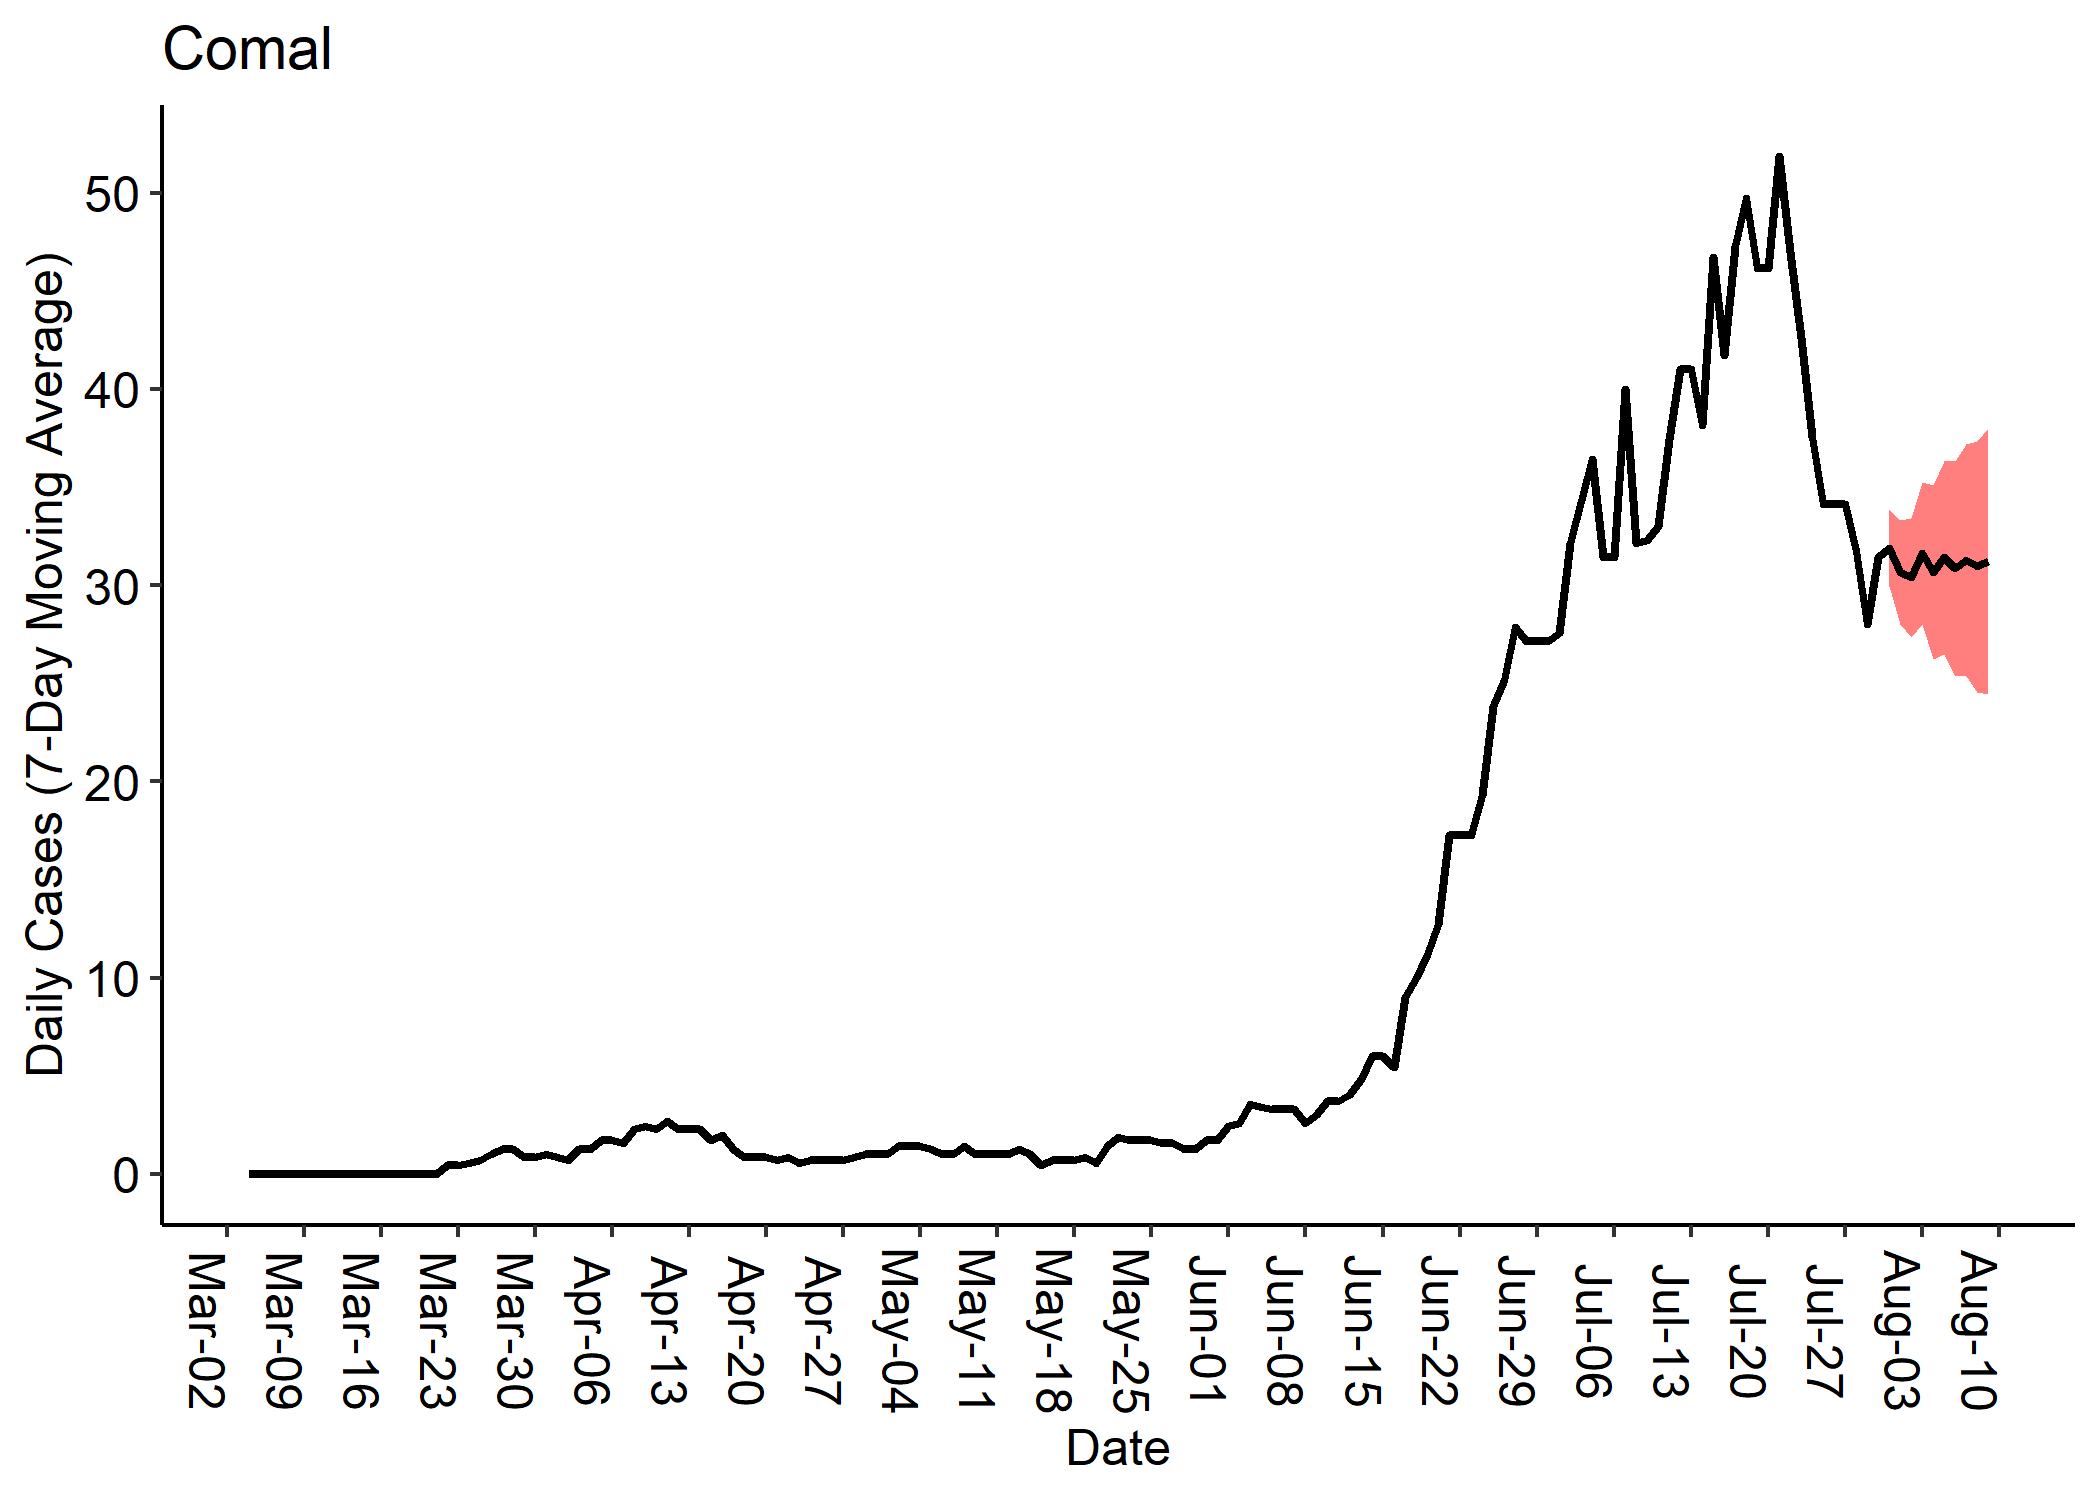 Comal
Daily Cases (7-Day Moving Average)
50
40
30
20
10
0
Mar-02
Mar-09
Mar-16
Mar-23
Mar-30
Apr-06
Apr-13
Apr-20
Apr-27
May-04
May-11
May-18
May-25
Jun-01
Jun-08
Jun-15
Jun-22
Jun-29
Jul-06
Jul-13
Jul-20
Jul-27
Aug-03
Aug-10
Date